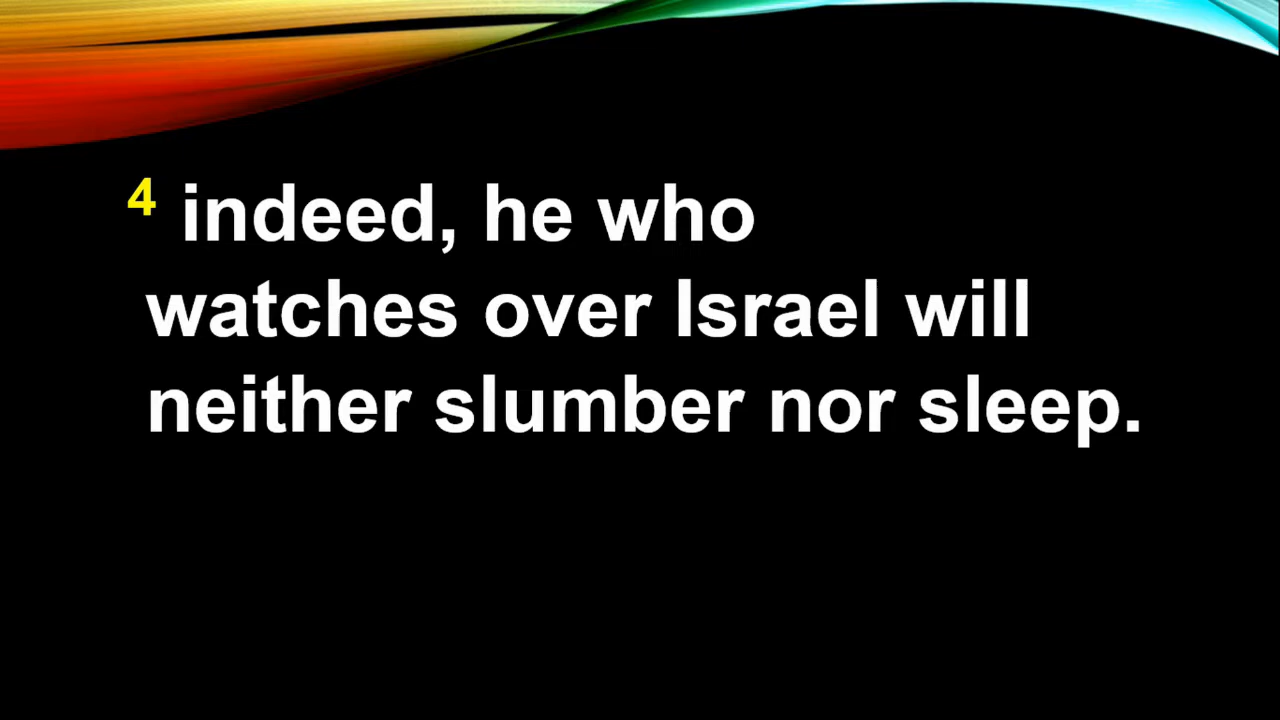 4 indeed, he who
watches over Israel will
neither slumber nor sleep.